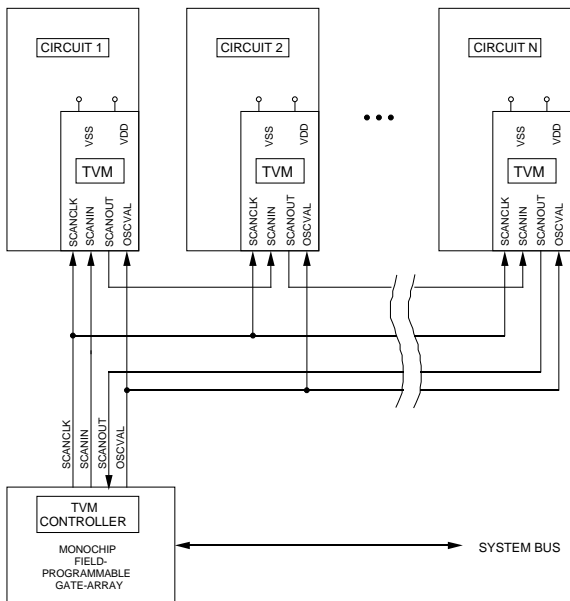 CIRCUIT 1
CIRCUIT 2
CIRCUIT N
VSS
VDD
VSS
VDD
VSS
VDD
TVM
TVM
TVM
SCANCLK
SCANIN
SCANOUT
OSCVAL
SCANCLK
SCANIN
SCANOUT
OSCVAL
SCANCLK
SCANIN
SCANOUT
OSCVAL
SCANCLK
SCANIN
SCANOUT
OSCVAL
TVM
CONTROLLER
MONOCHIP
FIELD-
PROGRAMMABLE
GATE-ARRAY
SYSTEM BUS